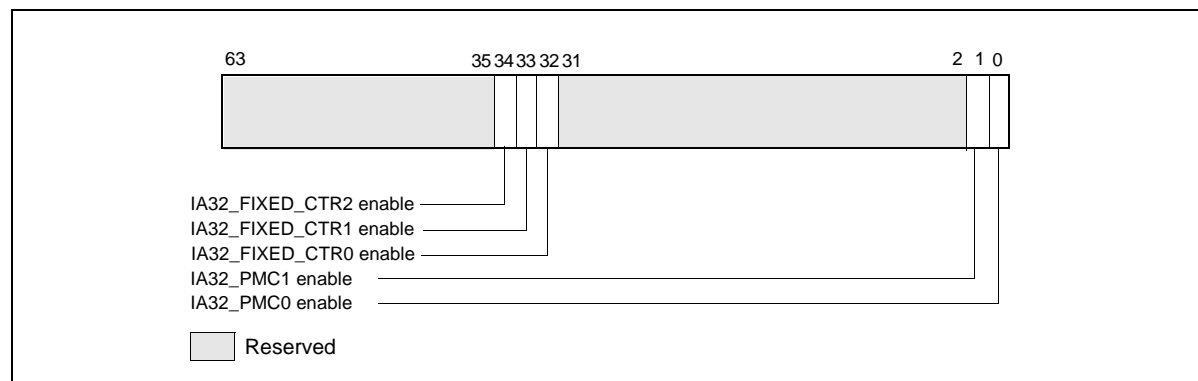 63 35 34 33 32 31 2 1 0
IA32_FIXED_CTR2 enable
IA32_FIXED_CTR1 enable
IA32_FIXED_CTR0 enable
IA32_PMC1 enable
IA32_PMC0 enable
Reserved